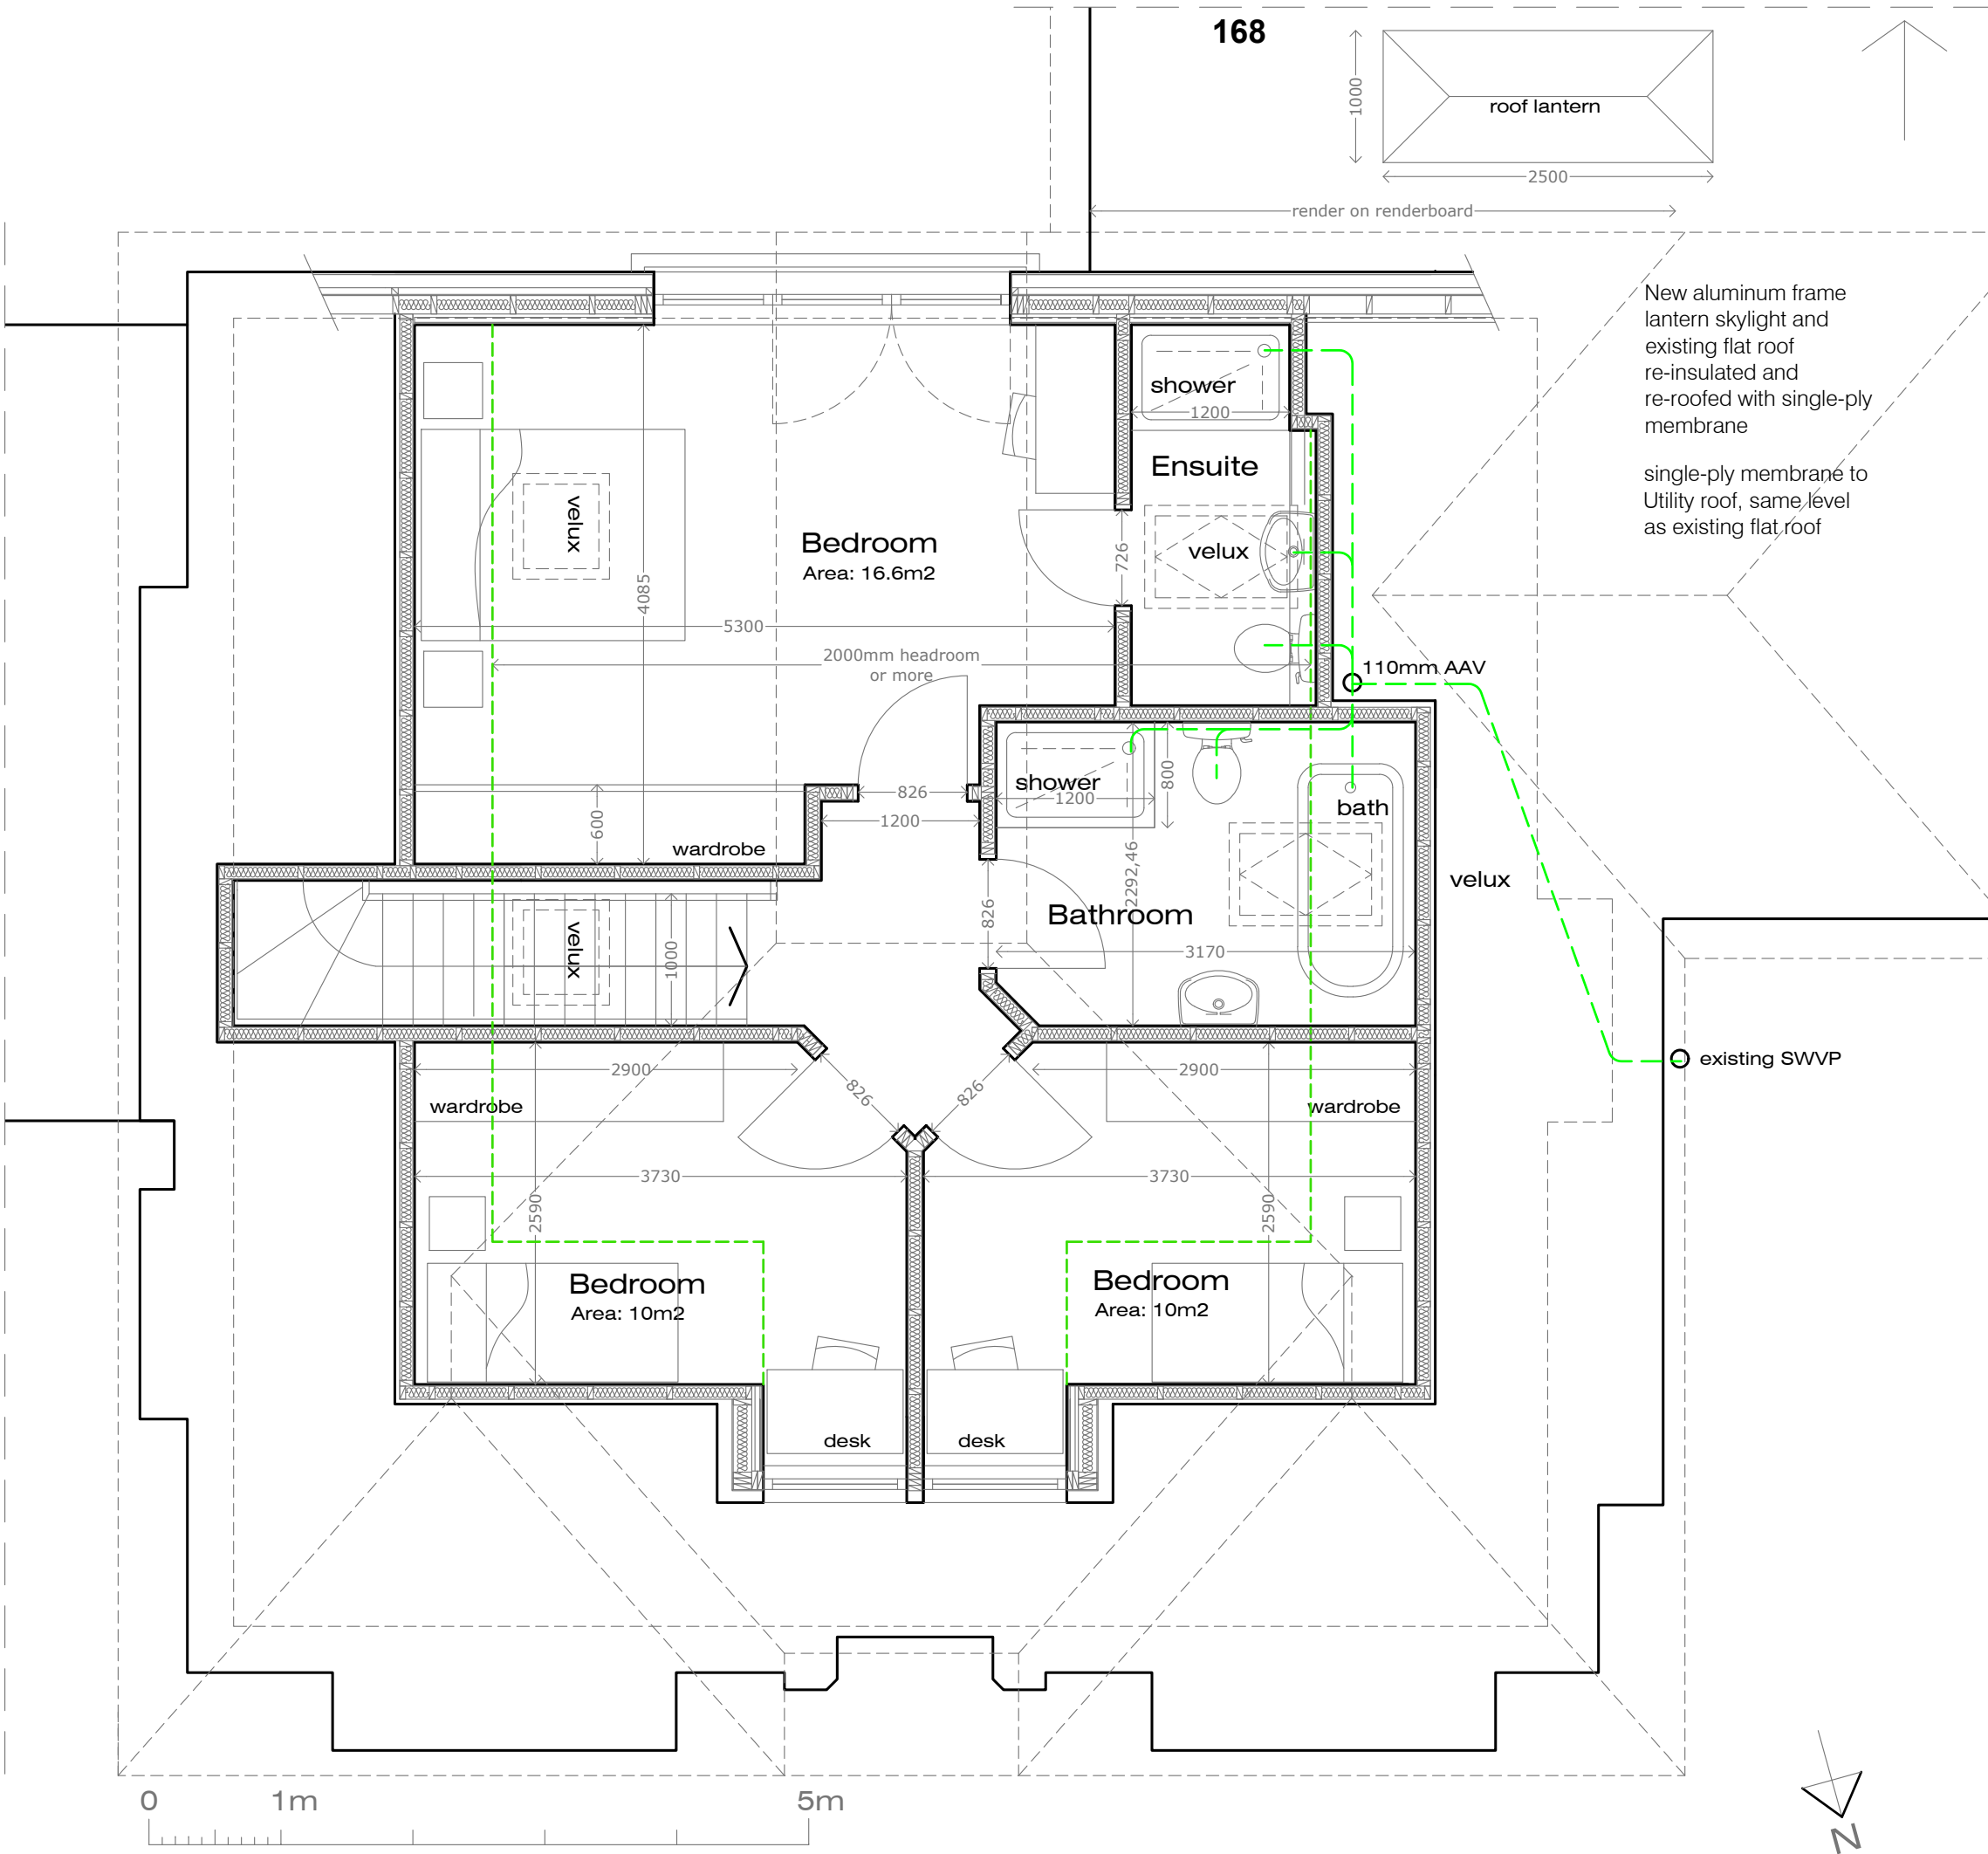 168
1000
roof lantern
2500
render on renderboard
New aluminum frame
lantern skylight and
existing flat roof
re-insulated and
re-roofed with single-ply
membrane
single-ply membrane to
Utility roof, same level
as existing flat roof
shower
1200
Ensuite
velux
velux
Bedroom
Area: 16.6m2
726
4085
5300
2000mm headroom
or more
110mm AAV
600
826
1200
wardrobe
shower
1200
800
bath
2292,46
826
Bathroom
velux
3170
velux
1000
existing SWVP
2900
wardrobe
826
826
2900
wardrobe
3730
3730
2590
2590
Bedroom
Area: 10m2
Bedroom
Area: 10m2
desk
desk
0
1m
5m
N